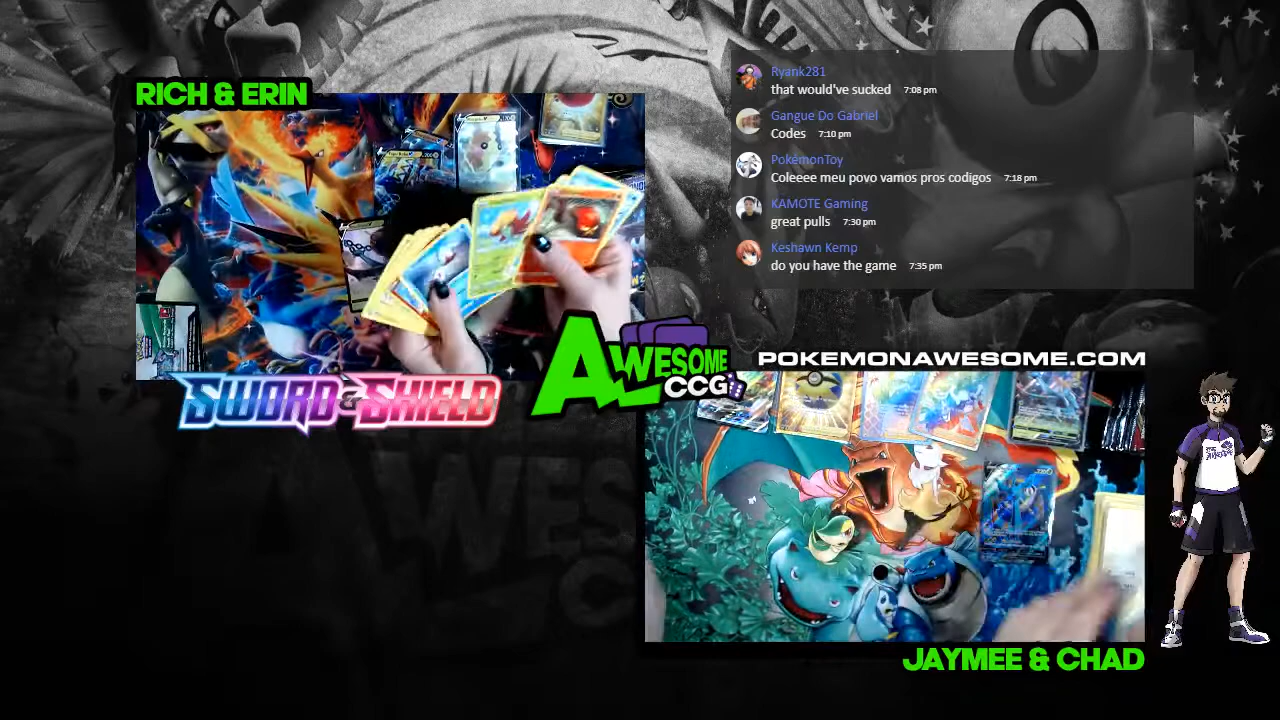 RICH & ERIN
Ryank281
that would've sucked 7:08 pm
Gangue Do Gabriel
Codes 7:10 pm
PokémonToy
Coleeee meu povo vamos pros codigos 7:18 pm
KAMOTE Gaming
great pulls 7:30 pm
Keshawn Kemp
do you have the game 7:35 pm
SWORD & SHIELD
AWESOME
CCG
POKEMONAWESOME.COM
JAYMEE & CHAD